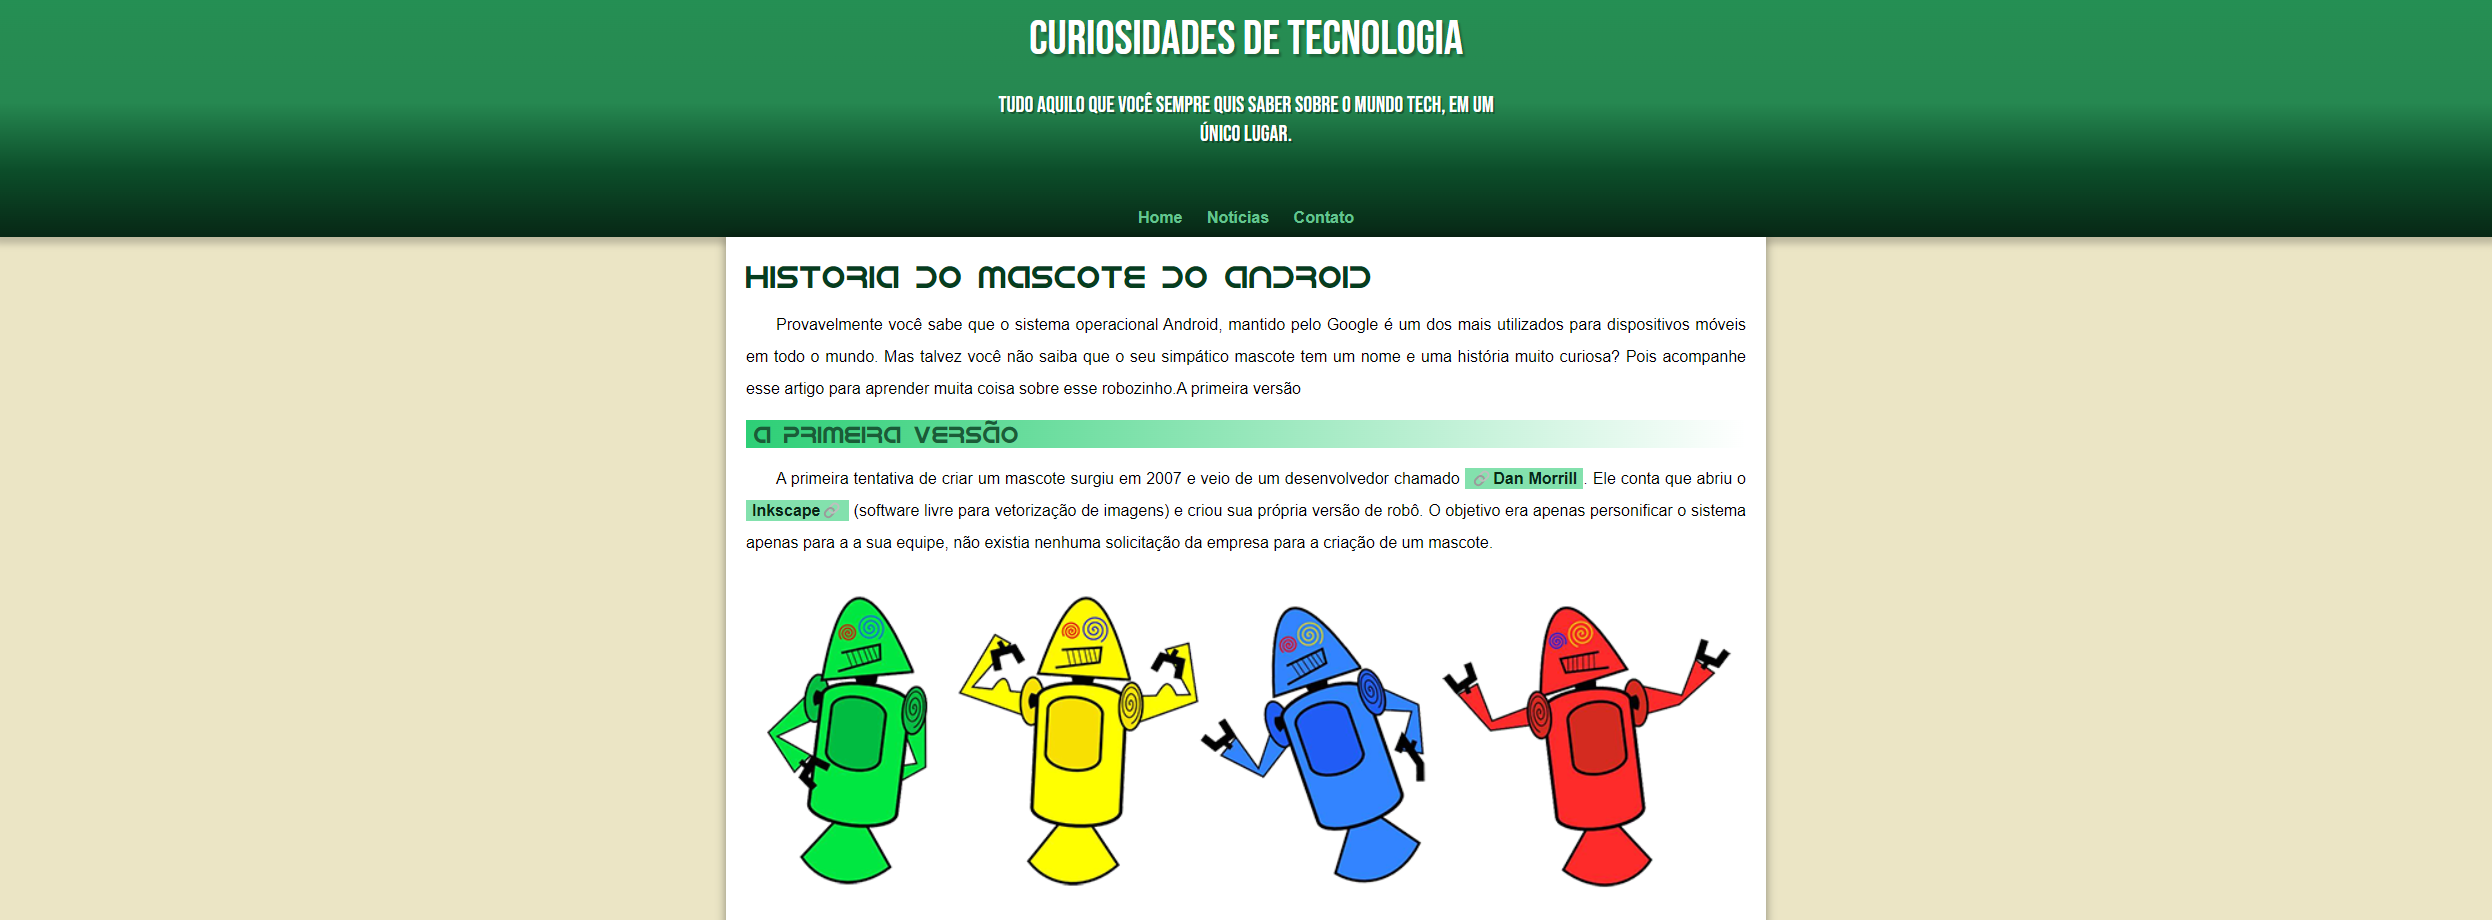 CURIOSIDADES DE TECNOLOGIA
TUDO AQUILO QUE VOCÊ SEMPRE QUIS SABER SOBRE O MUNDO TECH, EM UM
ÚNICO LUGAR.
Home Notícias Contato
HISTORIA DO MASCOTE DO ANDROID
Provavelmente você sabe que o sistema operacional Android, mantido pelo Google é um dos mais utilizados para dispositivos móveis
em todo o mundo. Mas talvez você não saiba que o seu simpático mascote tem um nome e uma história muito curiosa? Pois acompanhe
esse artigo para aprender muita coisa sobre esse robozinho.A primeira versão
A PRIMEIRA VERSÃO
A primeira tentativa de criar um mascote surgiu em 2007 e veio de um desenvolvedor chamado Dan Morrill. Ele conta que abriu o
Inkscape (software livre para vetorização de imagens) e criou sua própria versão de robô. O objetivo era apenas personificar o sistema
apenas para a a sua equipe, não existia nenhuma solicitação da empresa para a criação de um mascote.